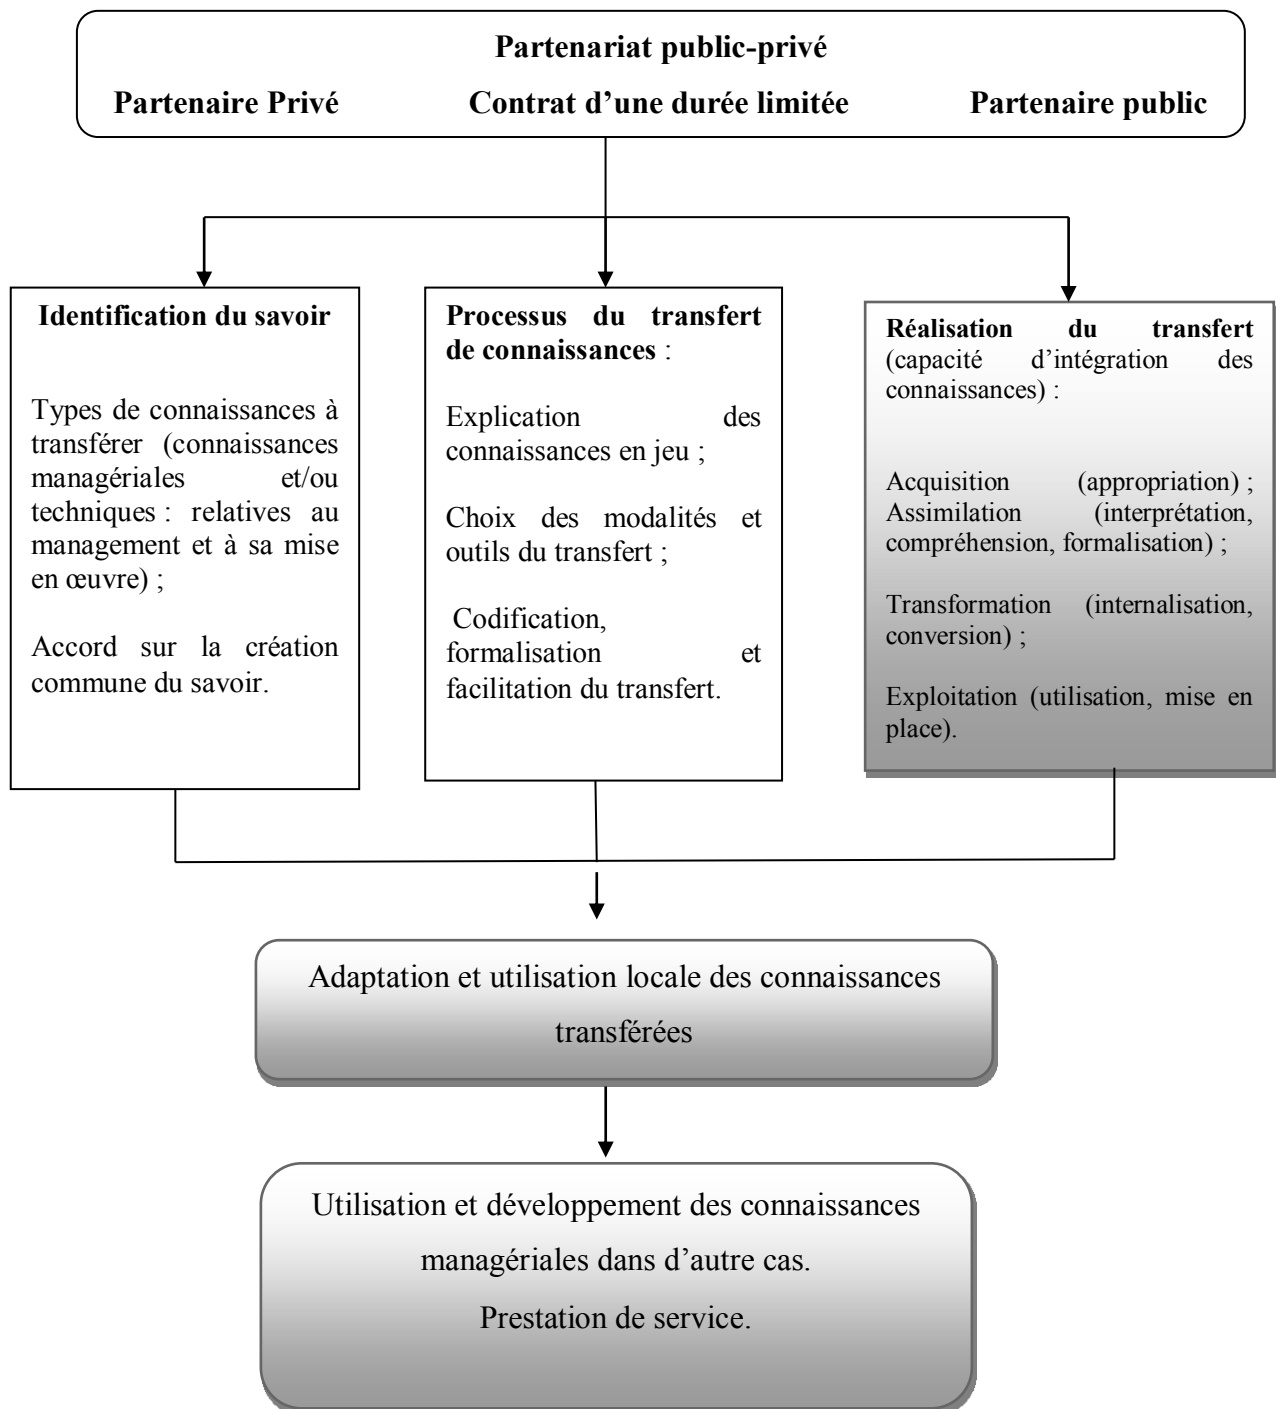 Partenariat public-privé
Partenaire Privé Contrat d’une durée limitée Partenaire public
Identification du savoir
Types de connaissances à
transférer (connaissances
managériales et/ou
techniques : relatives au
management et à sa mise
en œuvre) ;
Accord sur la création
commune du savoir.
Processus du transfert
de connaissances :
Explication des
connaissances en jeu ;
Choix des modalités et
outils du transfert ;
Codification,
formalisation et
facilitation du transfert.
Réalisation du transfert
(capacité d’intégration des
connaissances) :
Acquisition (appropriation) ;
Assimilation (interprétation,
compréhension, formalisation) ;
Transformation (internalisation,
conversion) ;
Exploitation (utilisation, mise en
place).
Adaptation et utilisation locale des connaissances
transférées
Utilisation et développement des connaissances
managériales dans d’autre cas.
Prestation de service.